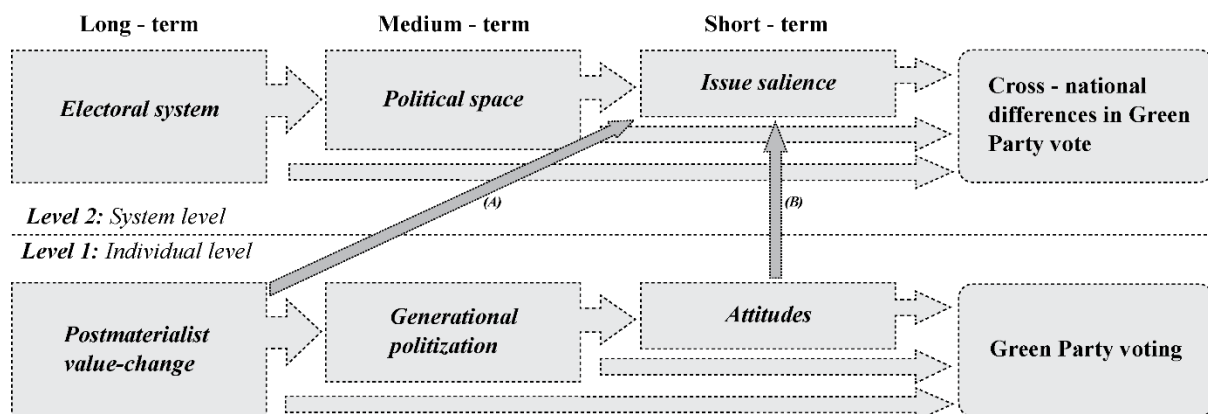 Long - term
Medium - term
Short - term
Electoral system
Political space
Issue salience
Cross - national
differences in Green
Party vote
(A)
(B)
Level 2: System level
Level 1: Individual level
Postmaterialist
value-change
Generational
politization
Attitudes
Green Party voting